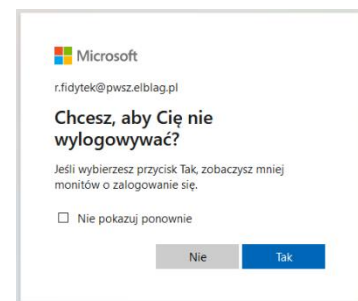 Microsoft
r.fidytek@pwsz.elblag.pl
Chcesz, aby Cię nie
wylogowywać?
Jeśli wybierzesz przycisk Tak, zobaczysz mniej
monitów o zalogowanie się.
Nie pokazuj ponownie
Nie Tak